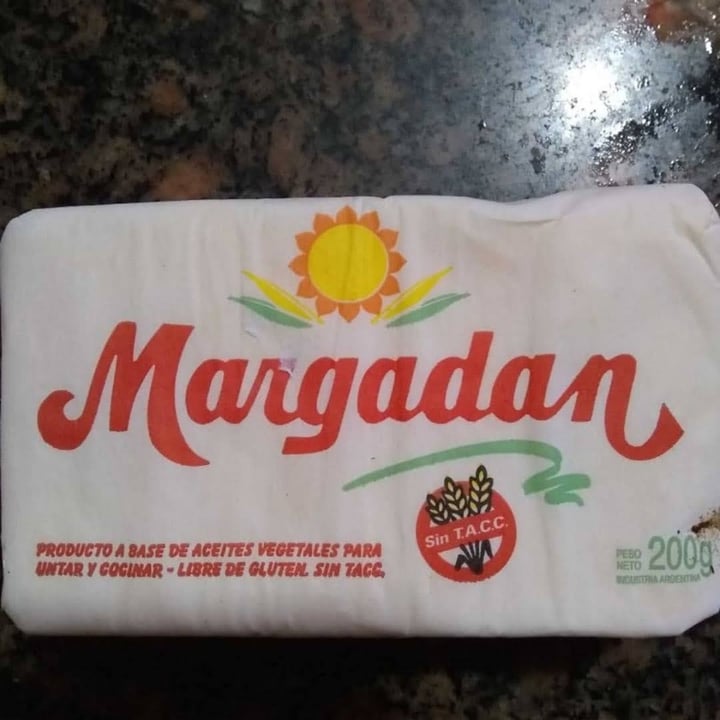 Margadan
Sin T.A.C.C.
PRODUCTO A BASE DE ACEITES VEGETALES PARA
UNTAR Y COCINAR - LIBRE DE GLUTEN. SIN TACC.
PESO
NETO 200g
INDUSTRIA ARGENTINA